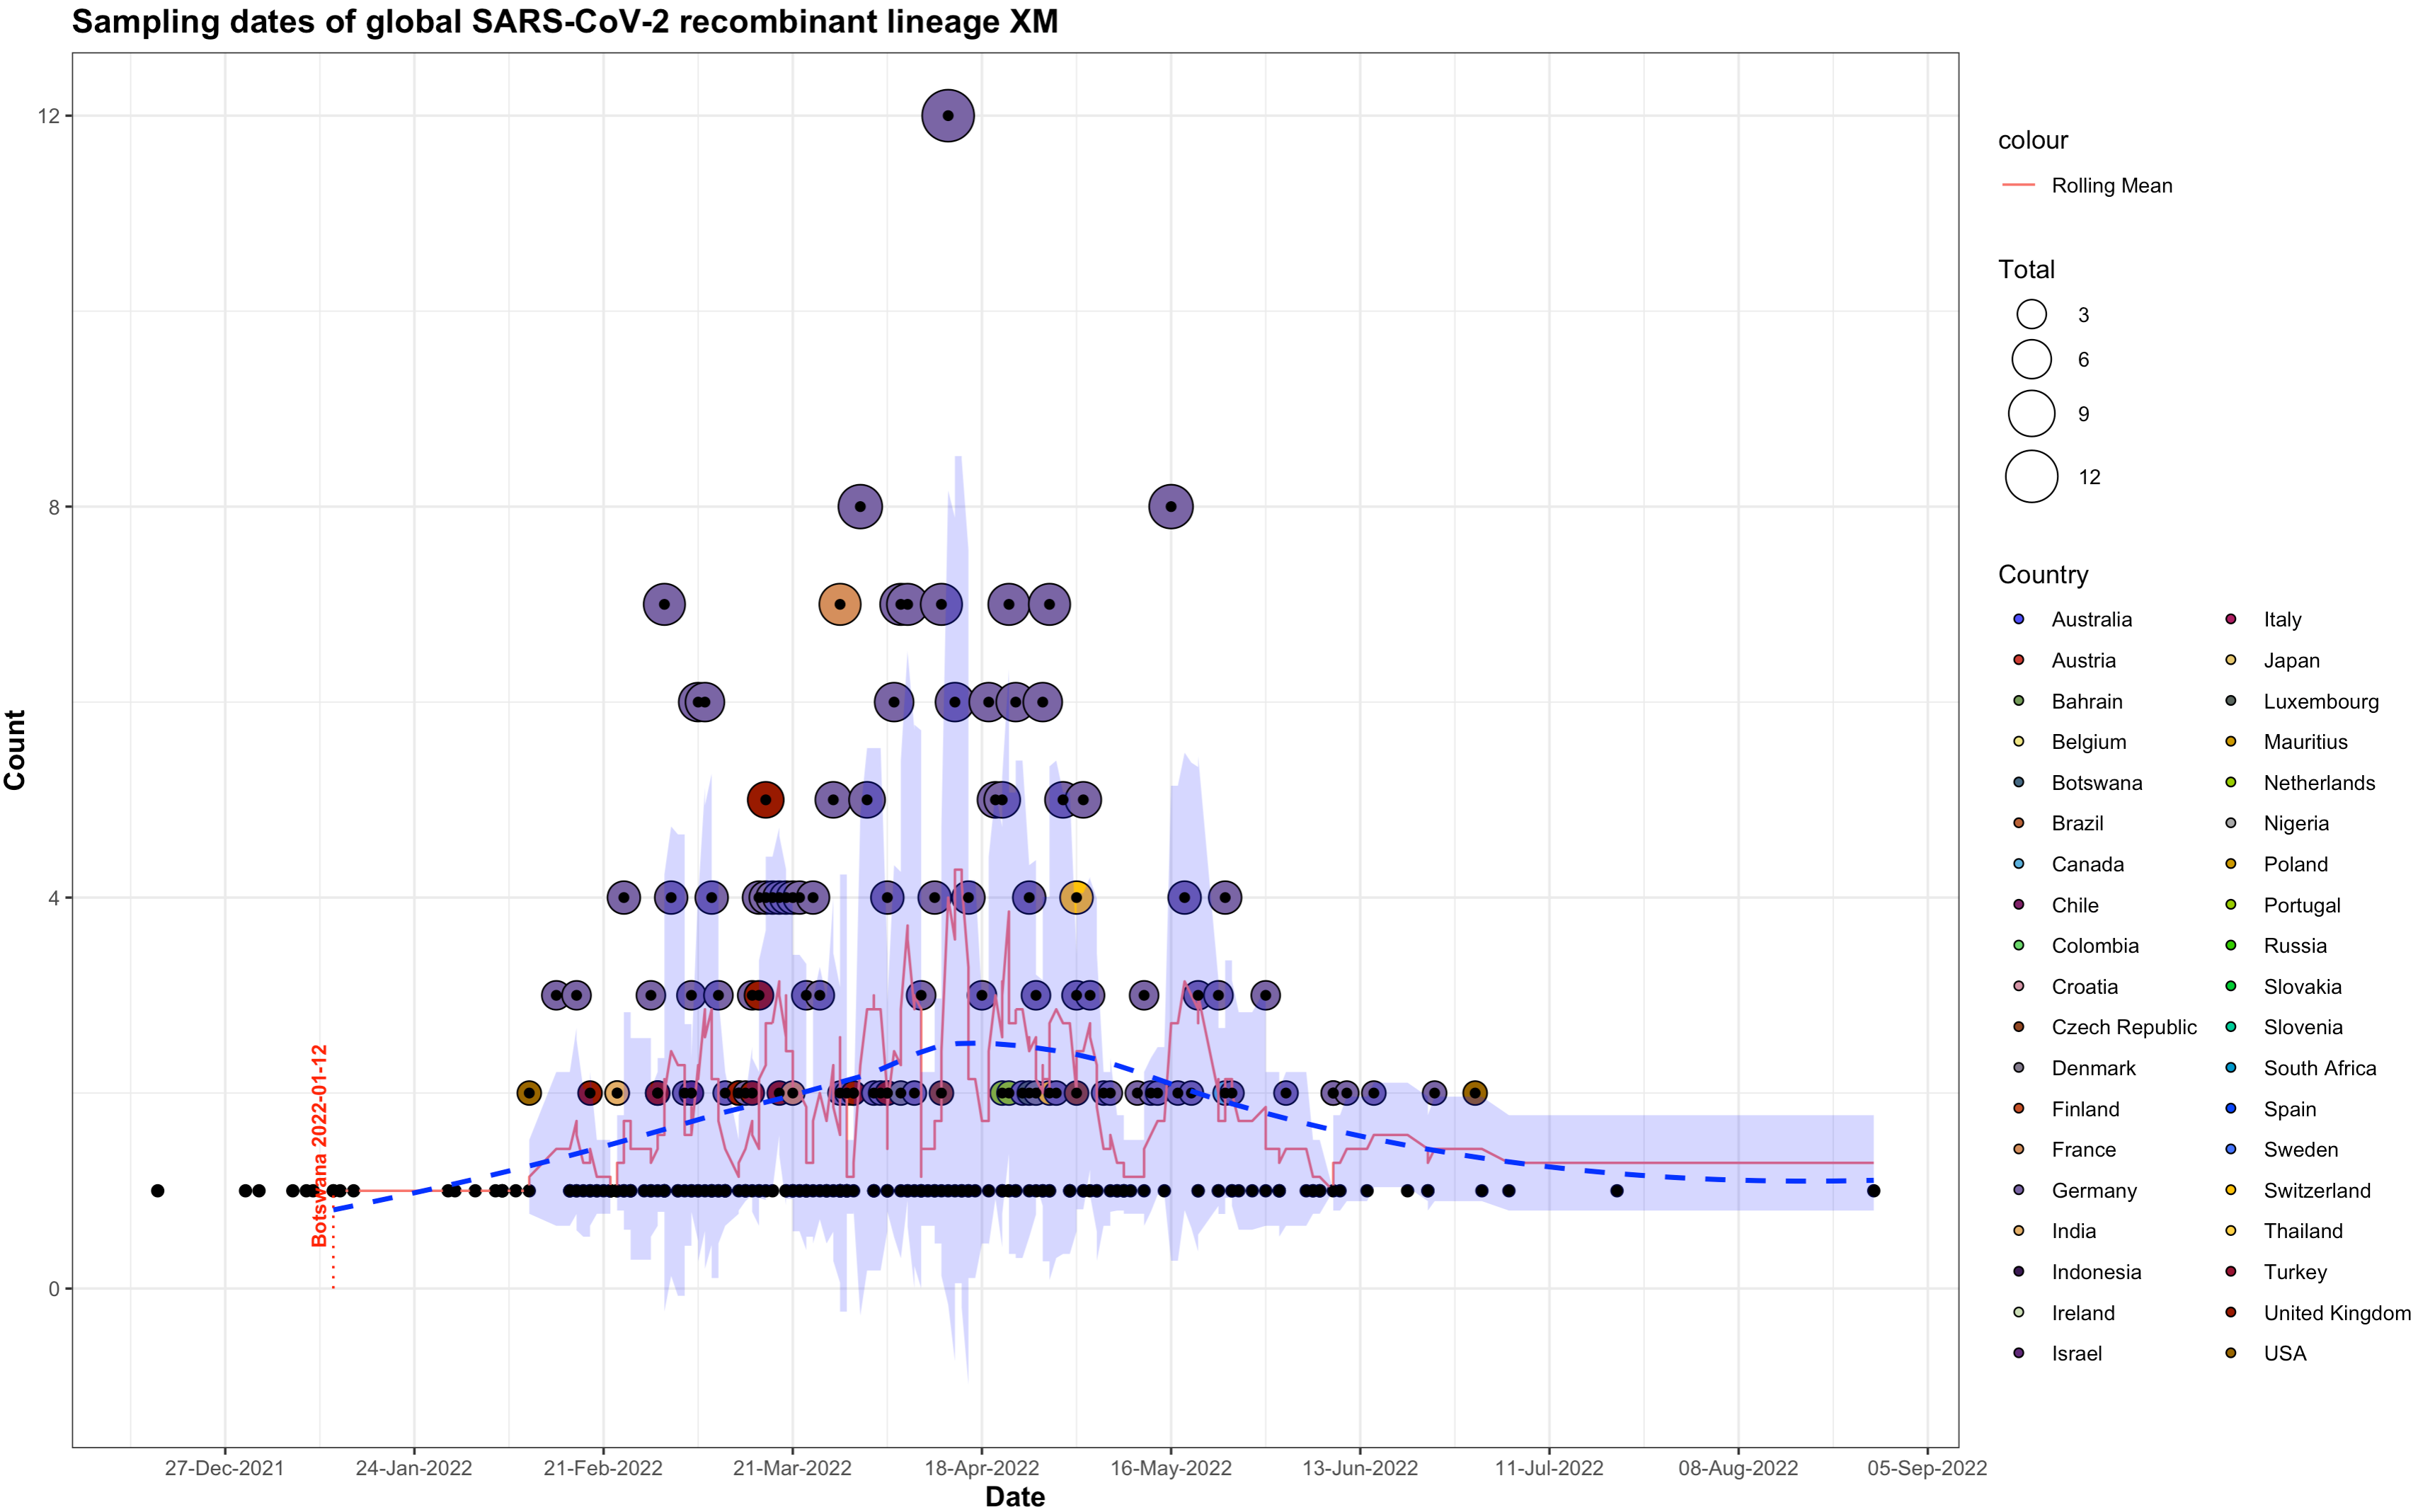 Sampling dates of global SARS-CoV-2 recombinant lineage XM
Count
12
8
4
0
Botswana 2022-01-12
27-Dec-2021
24-Jan-2022
21-Feb-2022
21-Mar-2022
18-Apr-2022
16-May-2022
13-Jun-2022
11-Jul-2022
08-Aug-2022
05-Sep-2022
Date
colour
Rolling Mean
Total
3
6
9
12
Country
Australia
Austria
Bahrain
Belgium
Botswana
Brazil
Canada
Chile
Colombia
Croatia
Czech Republic
Denmark
Finland
France
Germany
India
Indonesia
Ireland
Israel
Italy
Japan
Luxembourg
Mauritius
Netherlands
Nigeria
Poland
Portugal
Russia
Slovakia
Slovenia
South Africa
Spain
Sweden
Switzerland
Thailand
Turkey
United Kingdom
USA